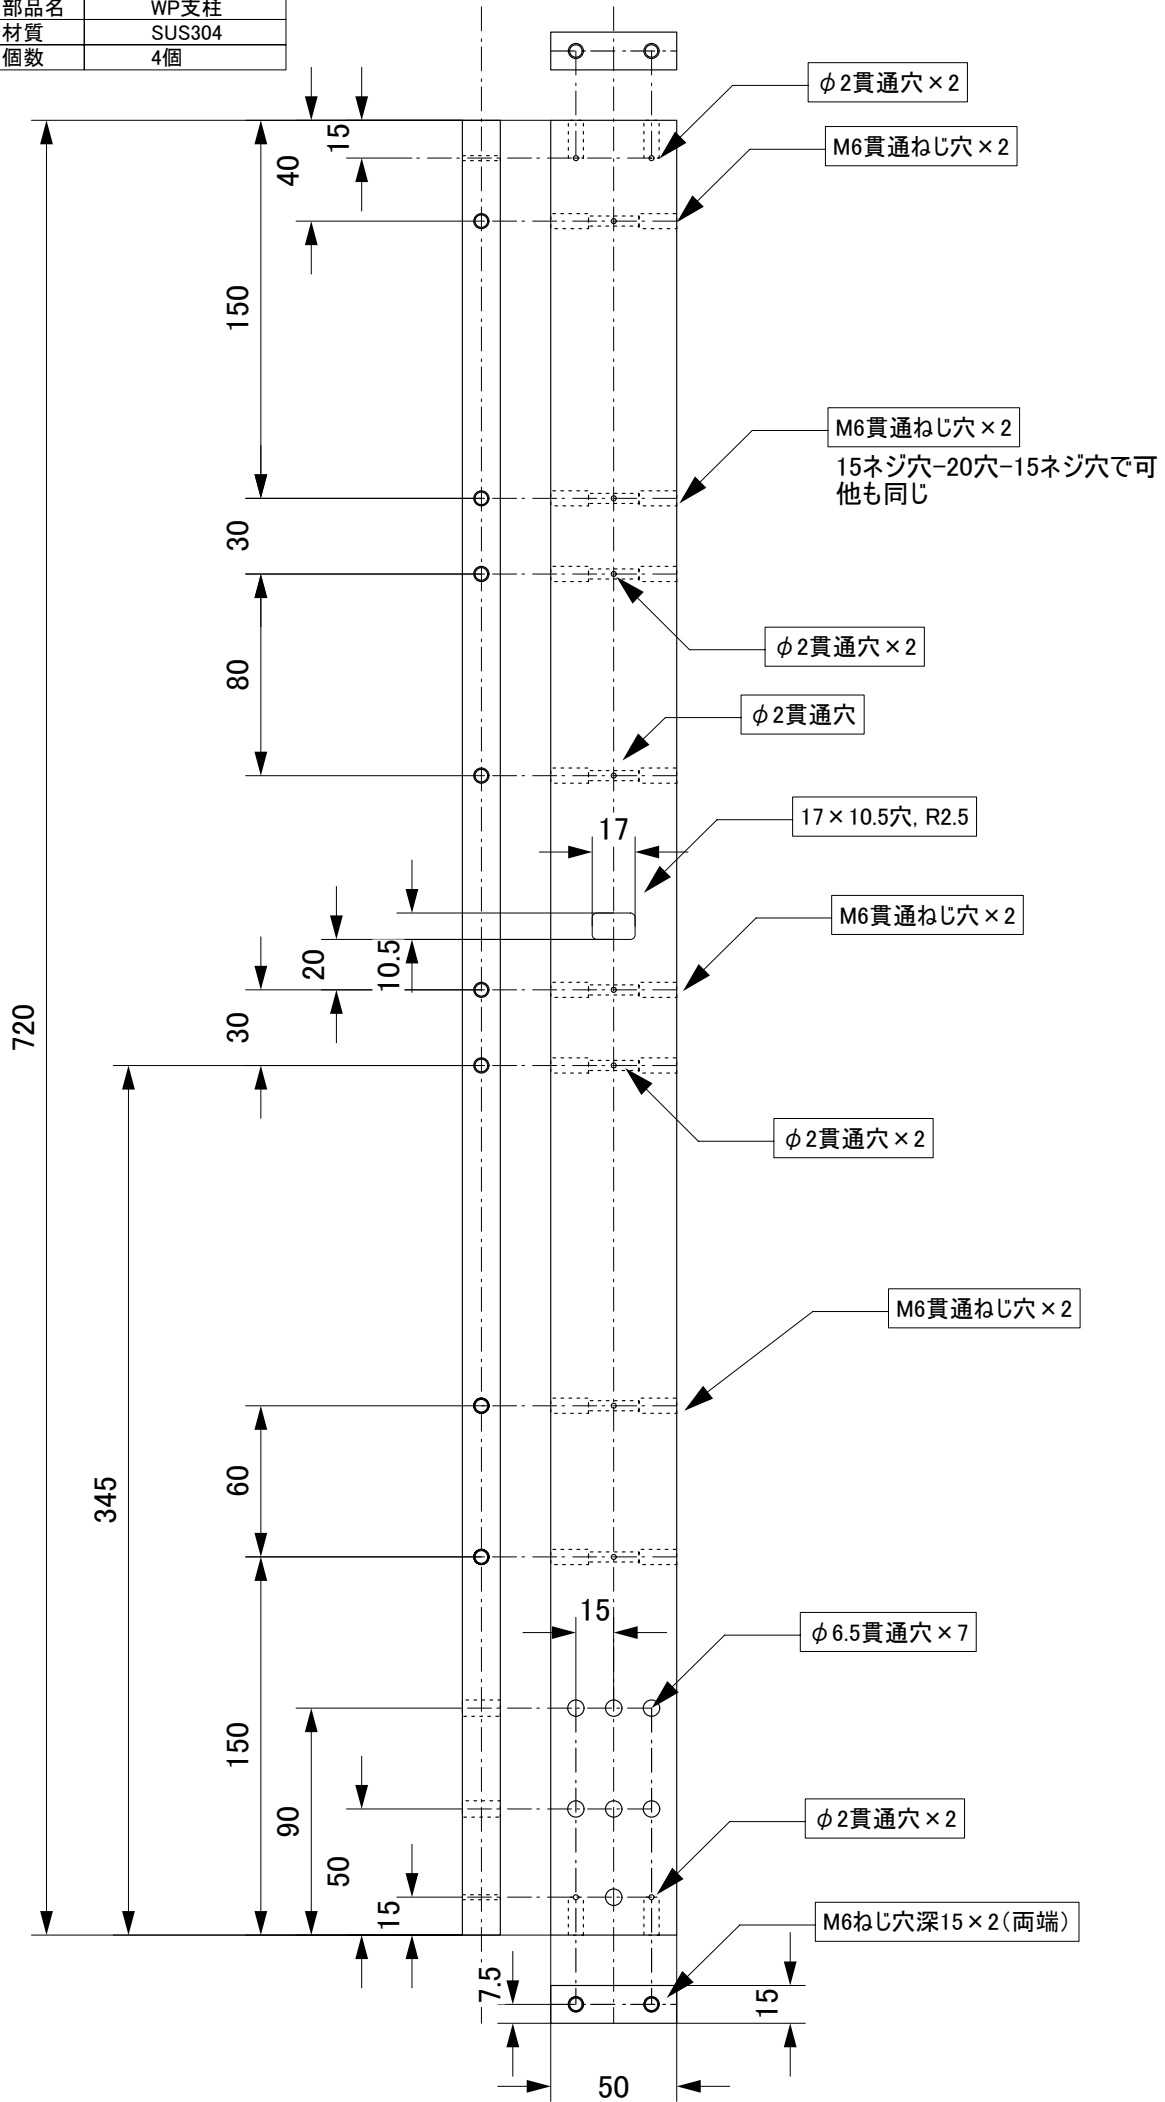 部品名 WP支柱
材質 SUS304
個数 4個
φ2貫通穴×2
15
40
M6貫通ねじ穴×2
150
M6貫通ねじ穴×2
15ネジ穴-20穴-15ネジ穴で可
他も同じ
30
φ2貫通穴×2
80
φ2貫通穴
17×10.5穴, R2.5
17
M6貫通ねじ穴×2
20
10.5
720
30
φ2貫通穴×2
M6貫通ねじ穴×2
60
345
15
φ6.5貫通穴×7
150
90
φ2貫通穴×2
50
15
M6ねじ穴深15×2(両端)
7.5
15
50